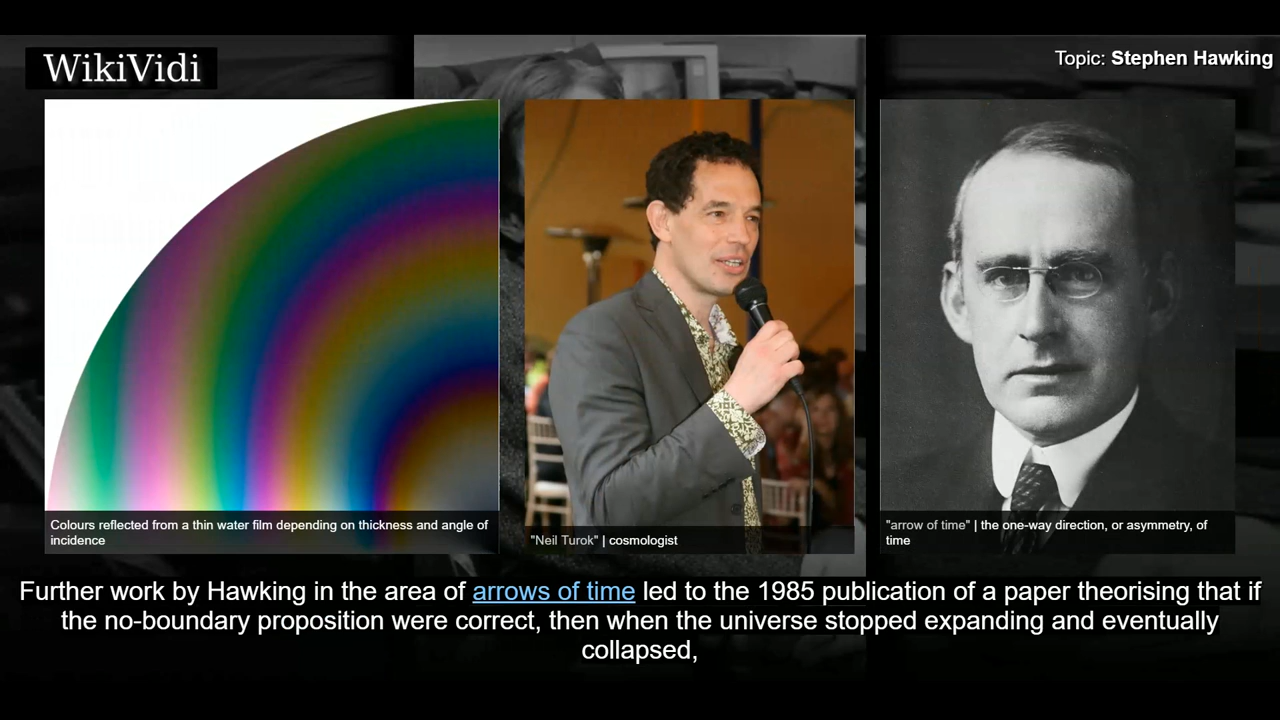 WikiVidi
Topic: Stephen Hawking
Colours reflected from a thin water film depending on thickness and angle of
incidence
"Neil Turok" | cosmologist
"arrow of time" | the one-way direction, or asymmetry, of
time
Further work by Hawking in the area of arrows of time led to the 1985 publication of a paper theorising that if
the no-boundary proposition were correct, then when the universe stopped expanding and eventually
collapsed,